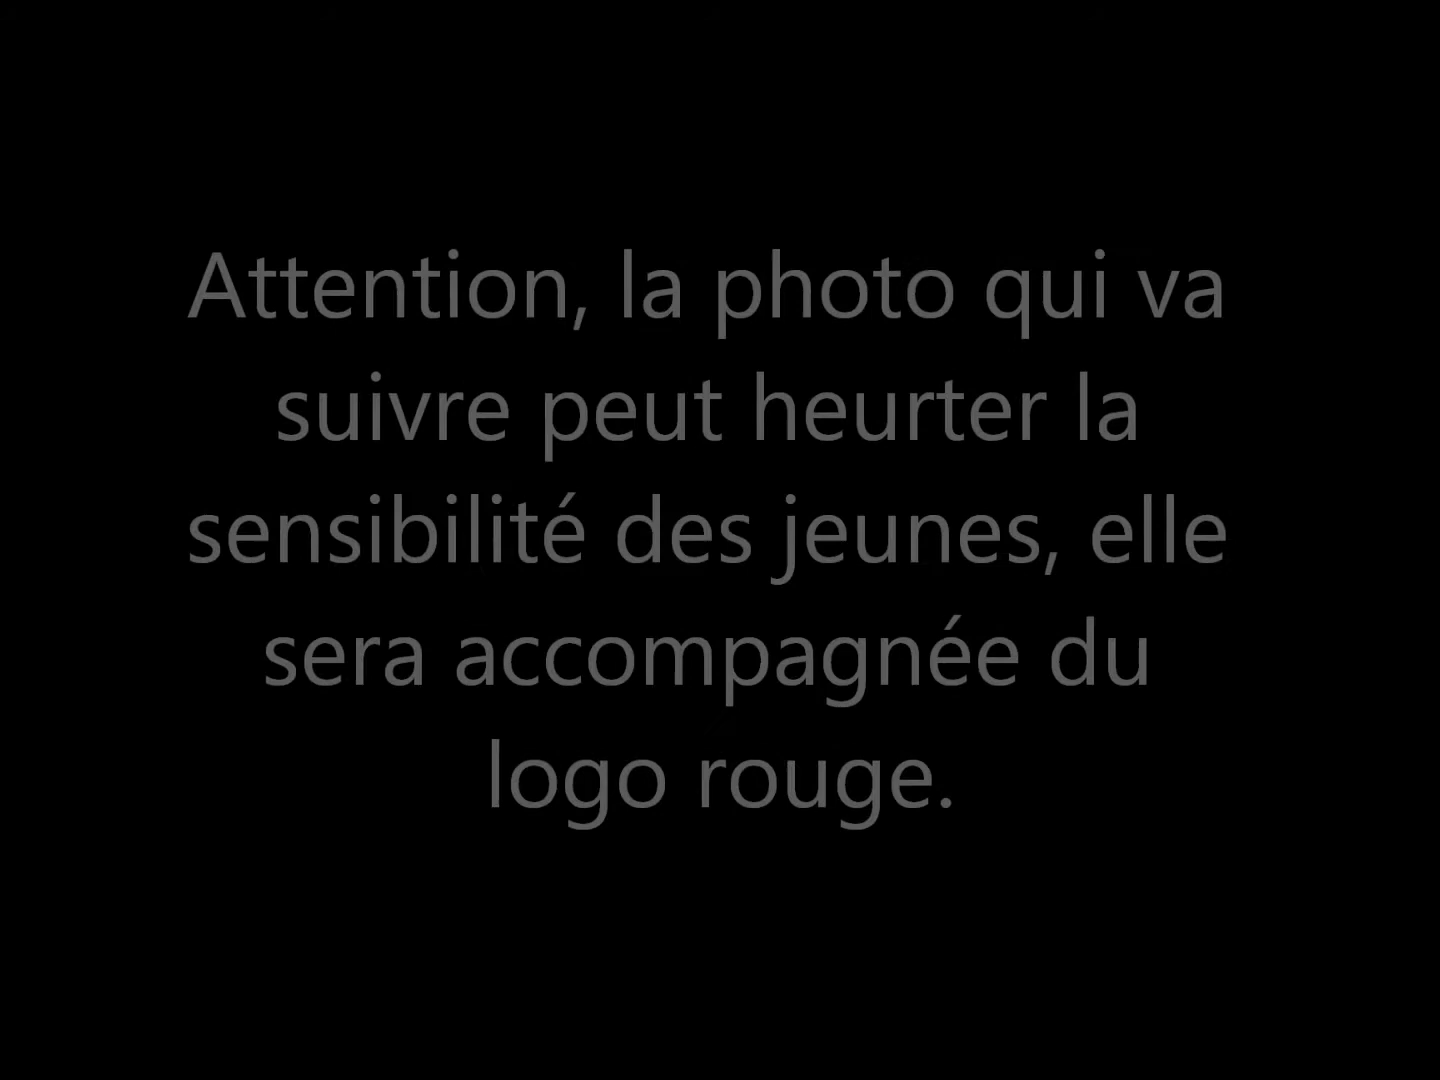 Attention, la photo qui va
suivre peut heurter la
sensibilité des jeunes, elle
sera accompagnée du
logo rouge.